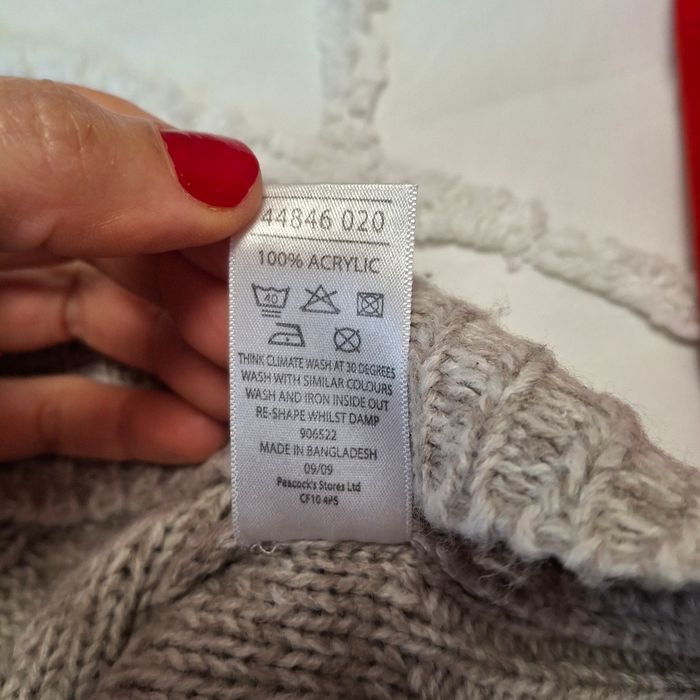 44846 020
100% ACRYLIC
40
THINK CLIMATE WASH AT 30 DEGREES
WASH WITH SIMILAR COLOURS
WASH AND IRON INSIDE OUT
RE-SHAPE WHILST DAMP
906522
MADE IN BANGLADESH
09/09
Peacock's Stores Ltd
CF10 4PS